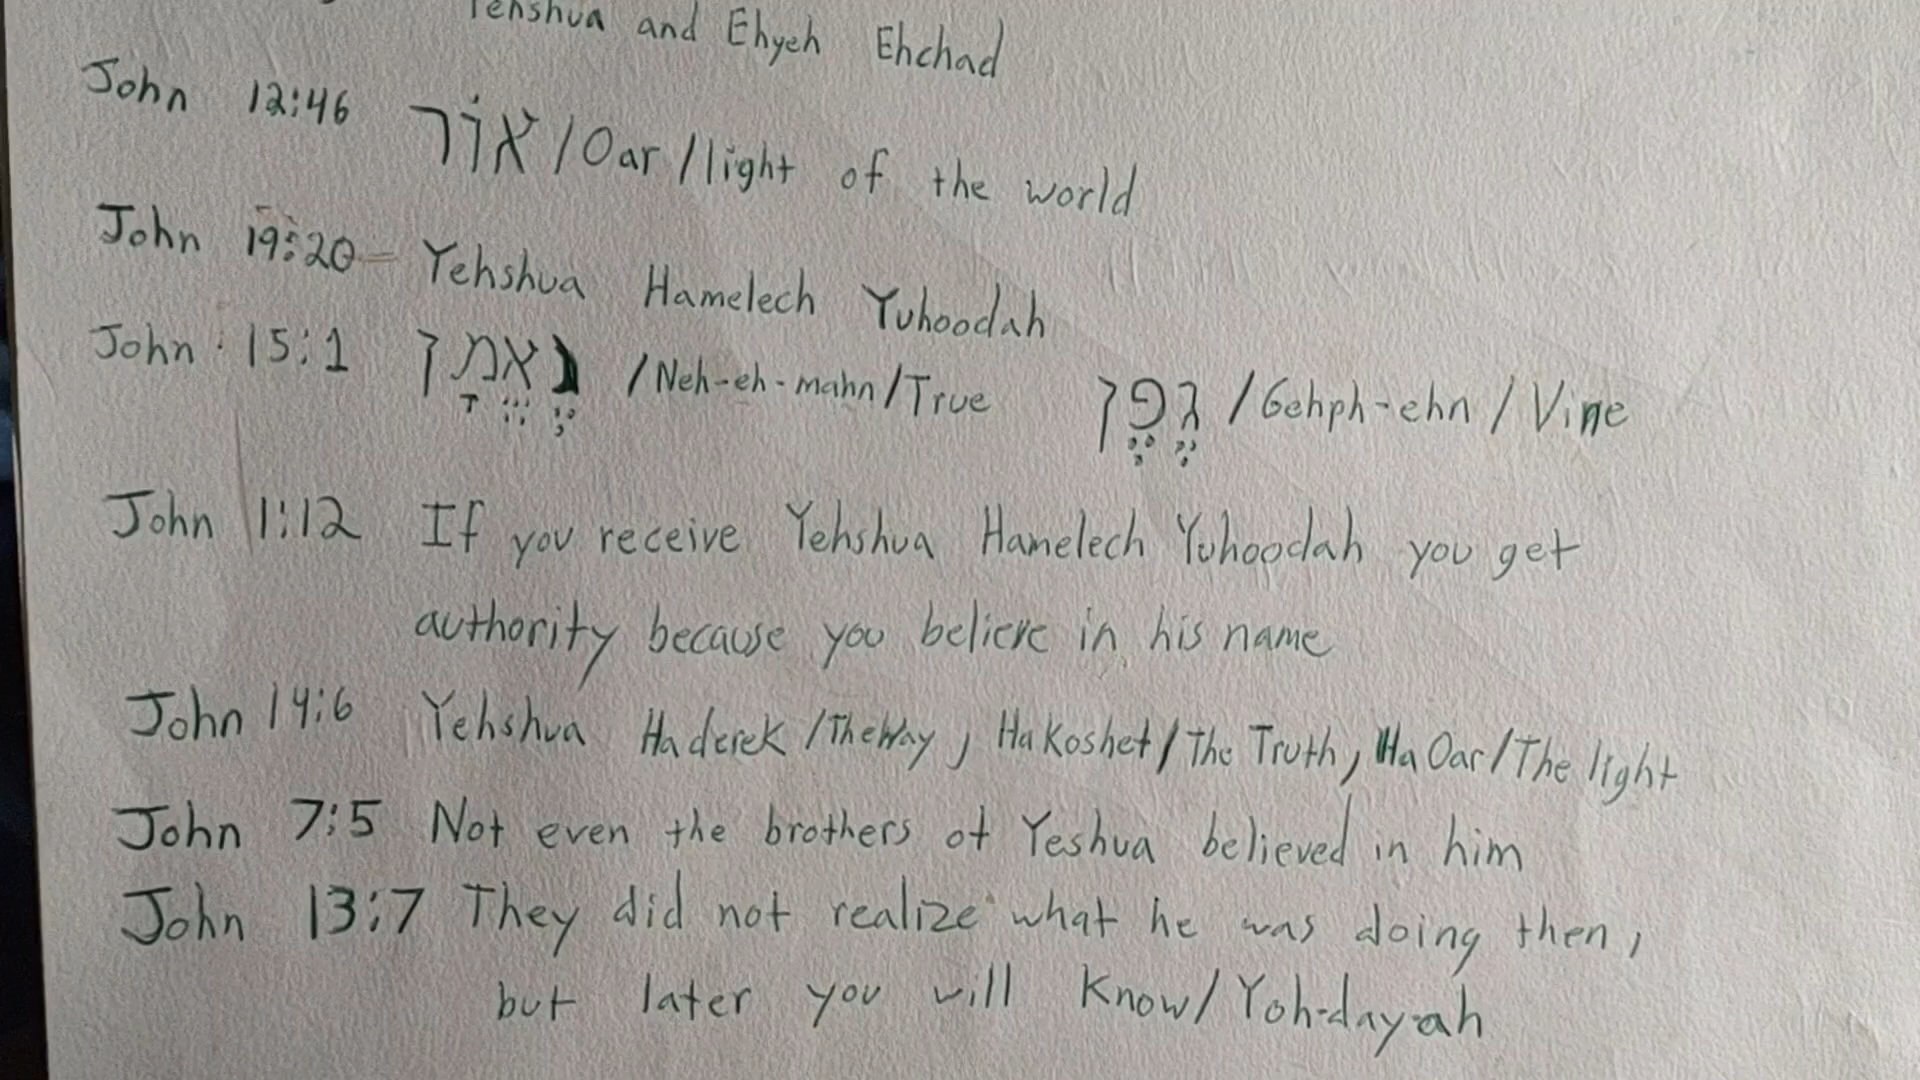 Yehshua and Ehyeh Ehchad
John 12:46 אוֹר/Oar/light of the world
John 19:20 Yehshua Hamelech Yuhoodah
John 15:1 נֶאֱמָן /Neh-eh-mahn/True גֶפֶן /Gehph-ehn/Vine
John 1:12 If you receive Yehshua Hamelech Yuhoodah you get
authority because you believe in his name
John 14:6 Yehshua Haderek/TheWay, HaKoshet/The Truth, Ha Oar/The light
John 7:5 Not even the brothers of Yeshua believed in him
John 13:7 They did not realize what he was doing then,
but later you will Know/Yoh-day-ah